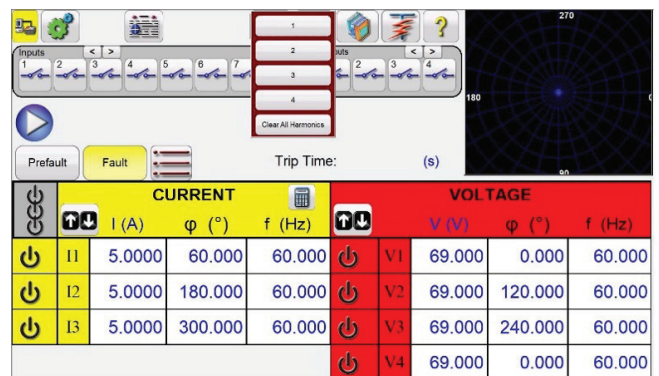 270
1
2
3
4
Clear All Harmonics
Inputs
< >
1 2 3 4 5 6 7
uts
< >
2 3 4
?
180
0
90
Prefault
Fault
Trip Time:
(s)
CURRENT
VOLTAGE
I (A) φ (°) f (Hz)
V (V) φ (°) f (Hz)
I1 5.0000 60.000 60.000 V1 69.000 0.000 60.000
I2 5.0000 180.000 60.000 V2 69.000 120.000 60.000
I3 5.0000 300.000 60.000 V3 69.000 240.000 60.000
V4 69.000 0.000 60.000